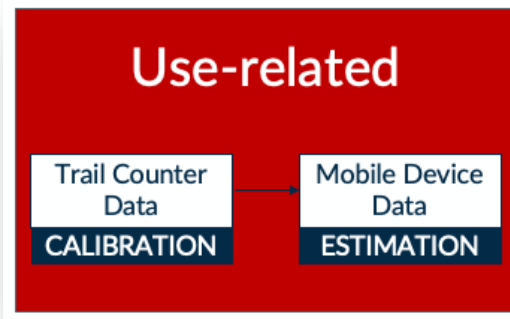 Use-related
Trail Counter
Data
CALIBRATION
Mobile Device
Data
ESTIMATION